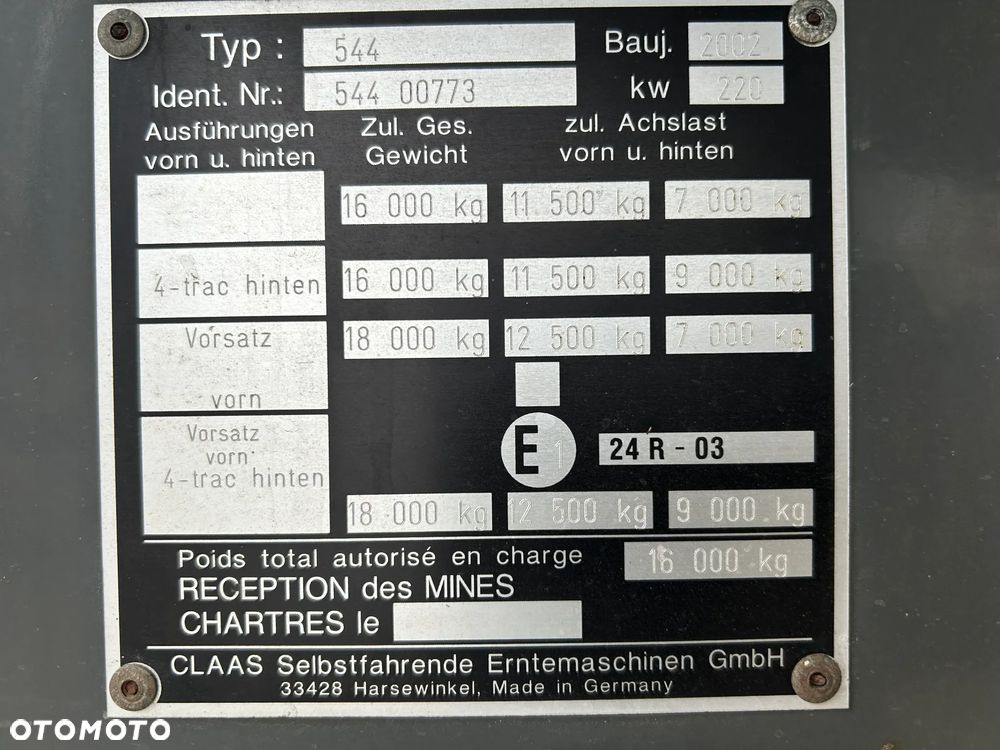 Typ : 544 Bauj. 2002
Ident. Nr.: 544 00773 kw 220
Ausführungen vorn u. hinten Zul. Ges. Gewicht zul. Achslast vorn u. hinten
16 000 kg 11 500 kg 7 000 kg
4-trac hinten 16 000 kg 11 500 kg 9 000 kg
Vorsatz 18 000 kg 12 500 kg 7 000 kg
vorn
Vorsatz
vorn
E 1 24 R - 03
4-trac hinten
18 000 kg 12 500 kg 9 000 kg
Poids total autorisé en charge 16 000 kg
RECEPTION des MINES
CHARTRES le
CLAAS Selbstfahrende Erntemaschinen GmbH
33428 Harsewinkel, Made in Germany
OTOMOTO